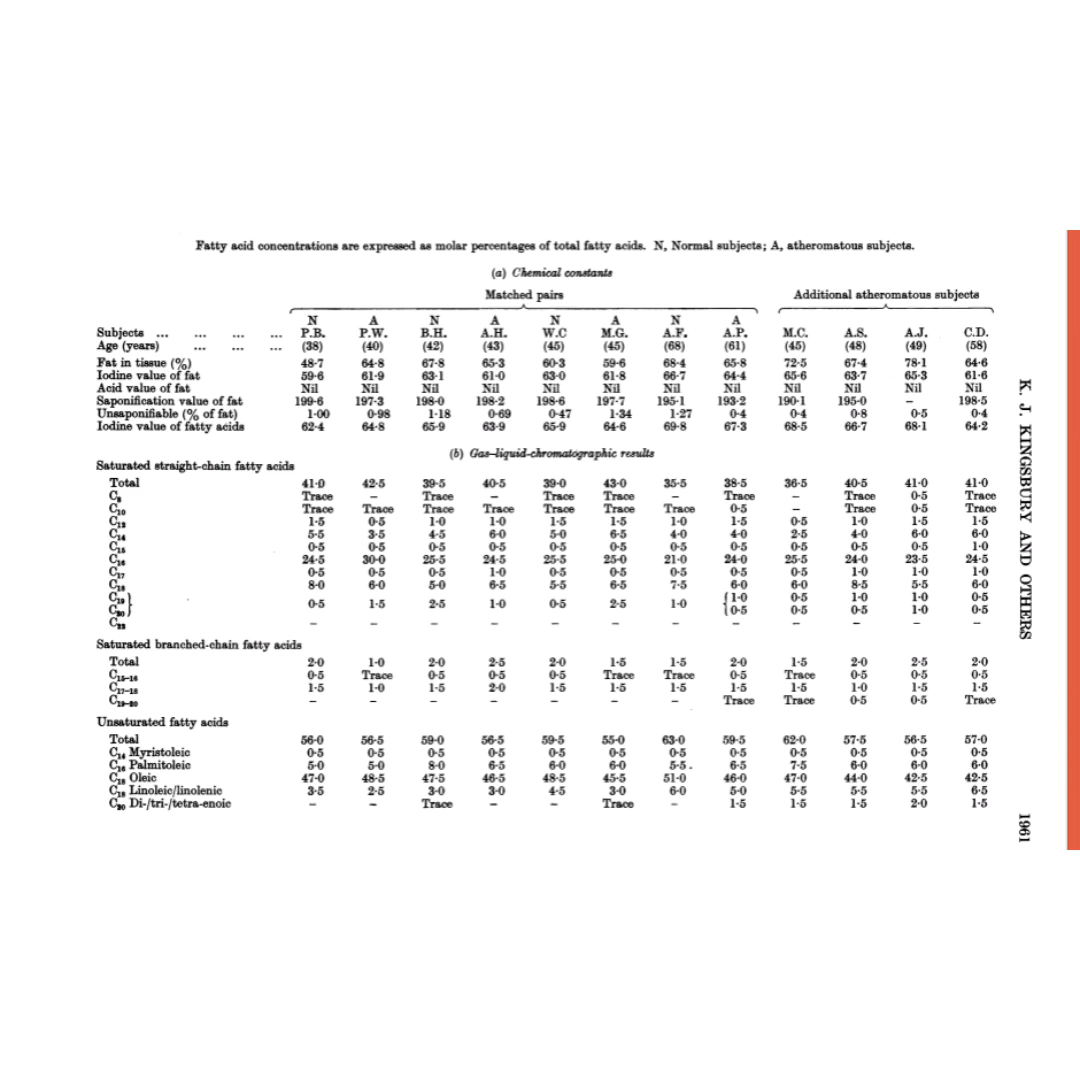 Fatty acid concentrations are expressed as molar percentages of total fatty acids. N, Normal subjects; A, atheromatous subjects.
(a) Chemical constants
Matched pairs Additional atheromatous subjects
N A N A N A N A
Subjects ... ... ... ... P.B. P.W. B.H. A.H. W.C M.G. A.F. A.P. M.C. A.S. A.J. C.D.
Age (years) ... ... ... (38) (40) (42) (43) (45) (45) (68) (61) (45) (48) (49) (58)
Fat in tissue (%) 48·7 64·8 67·8 65·3 60·3 59·6 68·4 65·8 72·5 67·4 78·1 64·6
Iodine value of fat 59·6 61·9 63·1 61·0 63·0 61·8 66·7 64·4 65·6 63·7 65·3 61·6
Acid value of fat Nil Nil Nil Nil Nil Nil Nil Nil Nil Nil Nil Nil
Saponification value of fat 199·6 197·3 198·0 198·2 198·6 197·7 195·1 193·2 190·1 195·0 – 198·5
Unsaponifiable (% of fat) 1·00 0·98 1·18 0·69 0·47 1·34 1·27 0·4 0·4 0·8 0·5 0·4
Iodine value of fatty acids 62·4 64·8 65·9 63·9 65·9 64·6 69·8 67·3 68·5 66·7 68·1 64·2
(b) Gas–liquid-chromatographic results
Saturated straight-chain fatty acids
Total 41·0 42·5 39·5 40·5 39·0 43·0 35·5 38·5 36·5 40·5 41·0 41·0
C₈ Trace – Trace – Trace Trace – Trace – Trace 0·5 Trace
C₁₀ Trace Trace Trace Trace Trace Trace Trace 0·5 – Trace 0·5 Trace
C₁₂ 1·5 0·5 1·0 1·0 1·5 1·5 1·0 1·5 0·5 1·0 1·5 1·5
C₁₄ 5·5 3·5 4·5 6·0 5·0 6·5 4·0 4·0 2·5 4·0 6·0 6·0
C₁₅ 0·5 0·5 0·5 0·5 0·5 0·5 0·5 0·5 0·5 0·5 0·5 1·0
C₁₆ 24·5 30·0 25·5 24·5 25·5 25·0 21·0 24·0 25·5 24·0 23·5 24·5
C₁₇ 0·5 0·5 0·5 1·0 0·5 0·5 0·5 0·5 0·5 1·0 1·0 1·0
C₁₈ 8·0 6·0 5·0 6·5 5·5 6·5 7·5 6·0 6·0 8·5 5·5 6·0
C₁₉ } 0·5 1·5 2·5 1·0 0·5 2·5 1·0 { 1·0 0·5 1·0 1·0 0·5
C₂₀ 0·5 0·5 0·5 1·0 0·5
C₂₂ – – – – – – – – – – – –
Saturated branched-chain fatty acids
Total 2·0 1·0 2·0 2·5 2·0 1·5 1·5 2·0 1·5 2·0 2·5 2·0
C₁₅₋₁₆ 0·5 Trace 0·5 0·5 0·5 Trace Trace 0·5 Trace 0·5 0·5 0·5
C₁₇₋₁₈ 1·5 1·0 1·5 2·0 1·5 1·5 1·5 1·5 1·5 1·0 1·5 1·5
C₁₉₋₂₀ – – – – – – – Trace Trace 0·5 0·5 Trace
Unsaturated fatty acids
Total 56·0 56·5 59·0 56·5 59·5 55·0 63·0 59·5 62·0 57·5 56·5 57·0
C₁₄ Myristoleic 0·5 0·5 0·5 0·5 0·5 0·5 0·5 0·5 0·5 0·5 0·5 0·5
C₁₆ Palmitoleic 5·0 5·0 8·0 6·5 6·0 6·0 5·5 6·5 7·5 6·0 6·0 6·0
C₁₈ Oleic 47·0 48·5 47·5 46·5 48·5 45·5 51·0 46·0 47·0 44·0 42·5 42·5
C₁₈ Linoleic/linolenic 3·5 2·5 3·0 3·0 4·5 3·0 6·0 5·0 5·5 5·5 5·5 6·5
C₂₀ Di-/tri-/tetra-enoic – – Trace – – Trace – 1·5 1·5 1·5 2·0 1·5
K. J. KINGSBURY AND OTHERS
1961